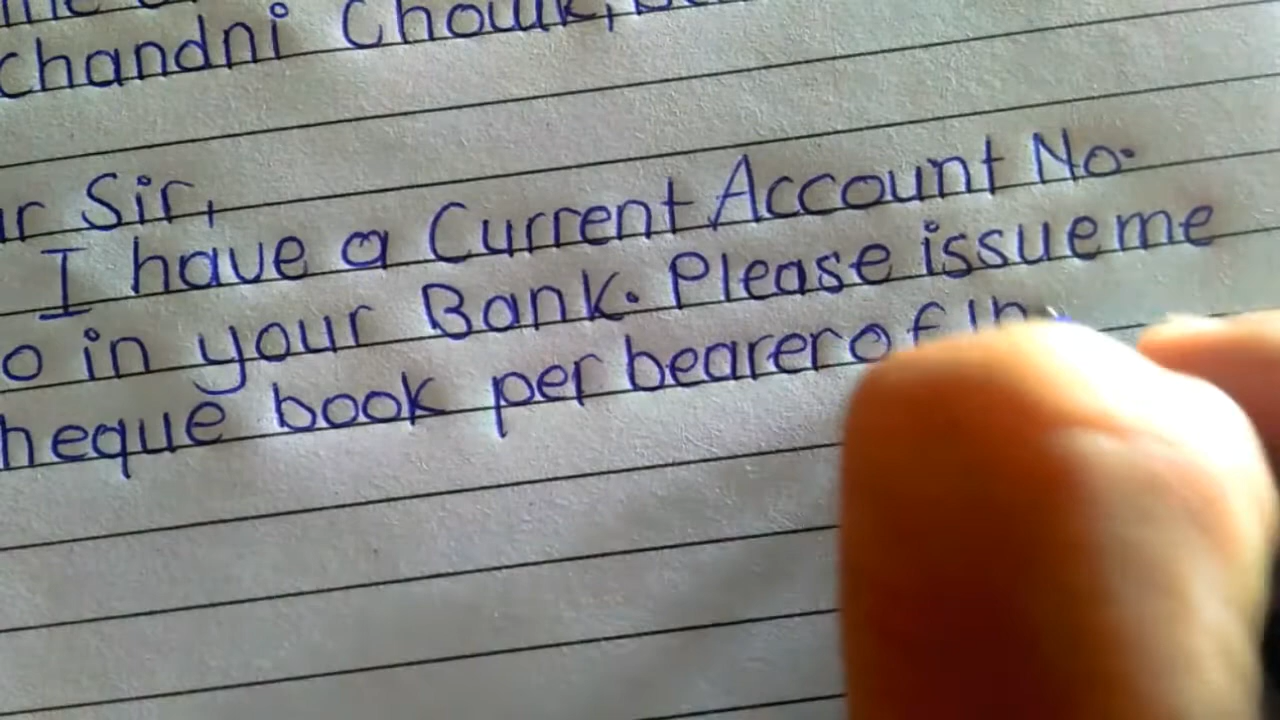 Chandni Chowk,
Sir,
I have a Current Account No.
o in your Bank. Please issue me
heque book per bearer of